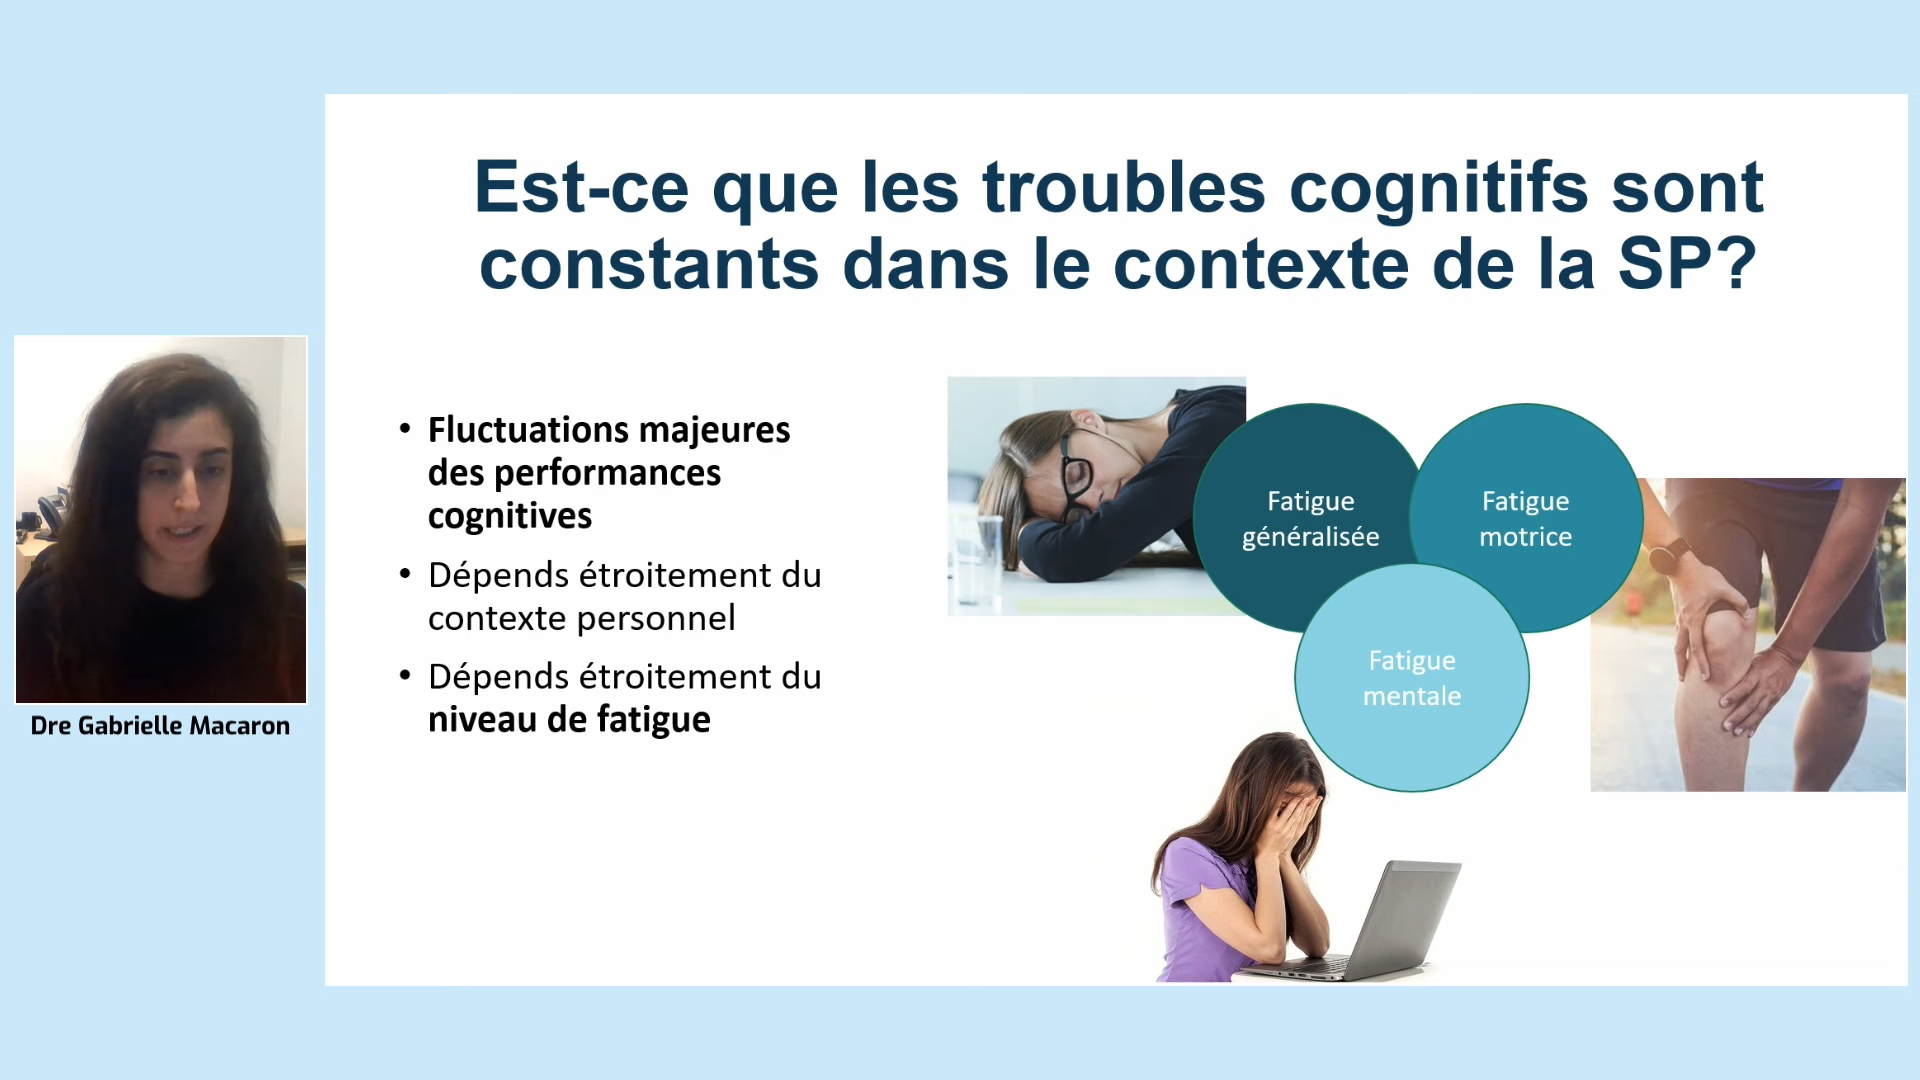 Est-ce que les troubles cognitifs sont
constants dans le contexte de la SP?
• Fluctuations majeures
des performances
cognitives
• Dépends étroitement du
contexte personnel
• Dépends étroitement du
niveau de fatigue
Fatigue
généralisée
Fatigue
motrice
Fatigue
mentale
Dre Gabrielle Macaron